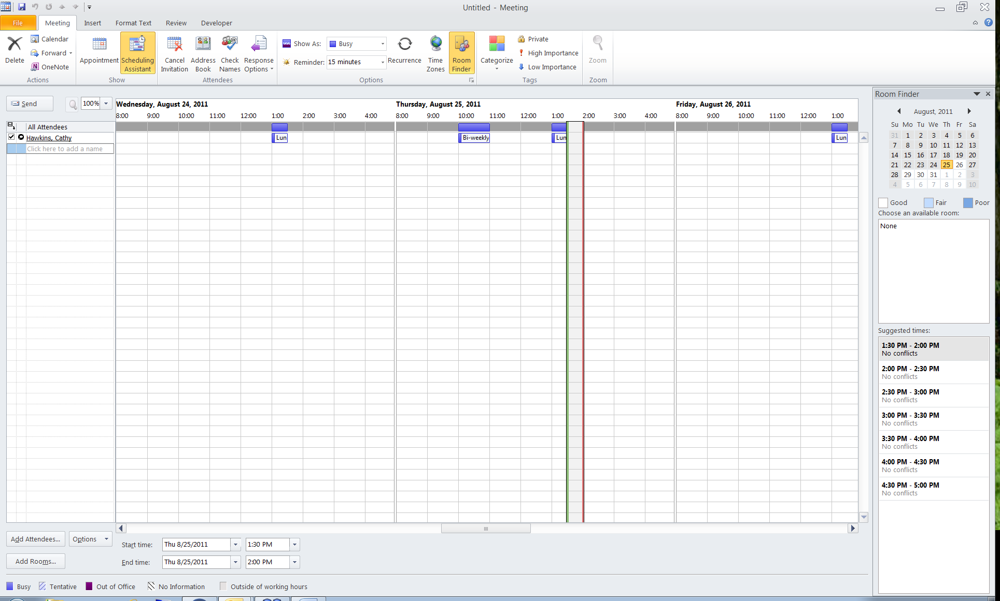 Untitled - Meeting
File Meeting Insert Format Text Review Developer
Delete
Calendar
Forward
OneNote
Actions
Appointment
Scheduling Assistant
Show
Cancel Invitation
Address Book
Check Names
Response Options
Attendees
Show As: Busy
Reminder: 15 minutes
Recurrence
Time Zones
Room Finder
Options
Categorize
Private
High Importance
Low Importance
Tags
Zoom
Zoom
Send
100%
Wednesday, August 24, 2011 Thursday, August 25, 2011 Friday, August 26, 2011
8:00 9:00 10:00 11:00 12:00 1:00 2:00 3:00 4:00 8:00 9:00 10:00 11:00 12:00 1:00 2:00 3:00 4:00 8:00 9:00 10:00 11:00 12:00 1:00
All Attendees
Hawkins, Cathy Lun Bi-weekly Lun Lun
Click here to add a name
Add Attendees...
Options
Add Rooms...
Start time: Thu 8/25/2011 1:30 PM
End time: Thu 8/25/2011 2:00 PM
Busy Tentative Out of Office No Information Outside of working hours
Room Finder
August, 2011
Su Mo Tu We Th Fr Sa
31 1 2 3 4 5 6
7 8 9 10 11 12 13
14 15 16 17 18 19 20
21 22 23 24 25 26 27
28 29 30 31 1 2 3
4 5 6 7 8 9 10
Good Fair Poor
Choose an available room:
None
Suggested times:
1:30 PM - 2:00 PM
No conflicts
2:00 PM - 2:30 PM
No conflicts
2:30 PM - 3:00 PM
No conflicts
3:00 PM - 3:30 PM
No conflicts
3:30 PM - 4:00 PM
No conflicts
4:00 PM - 4:30 PM
No conflicts
4:30 PM - 5:00 PM
No conflicts